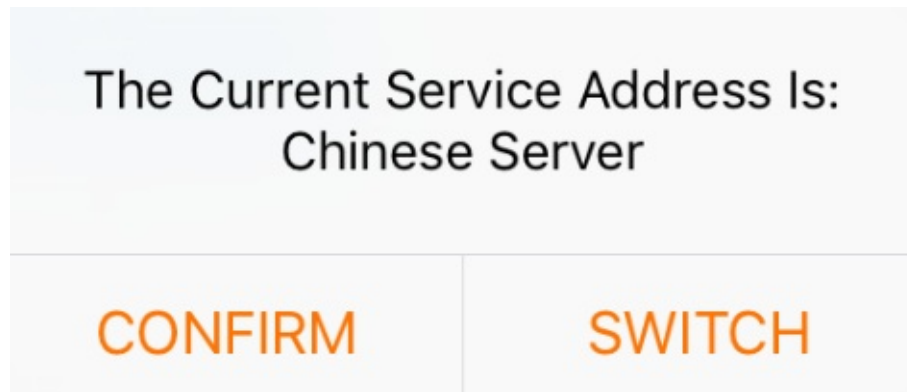 The Current Service Address Is:
Chinese Server
CONFIRM
SWITCH